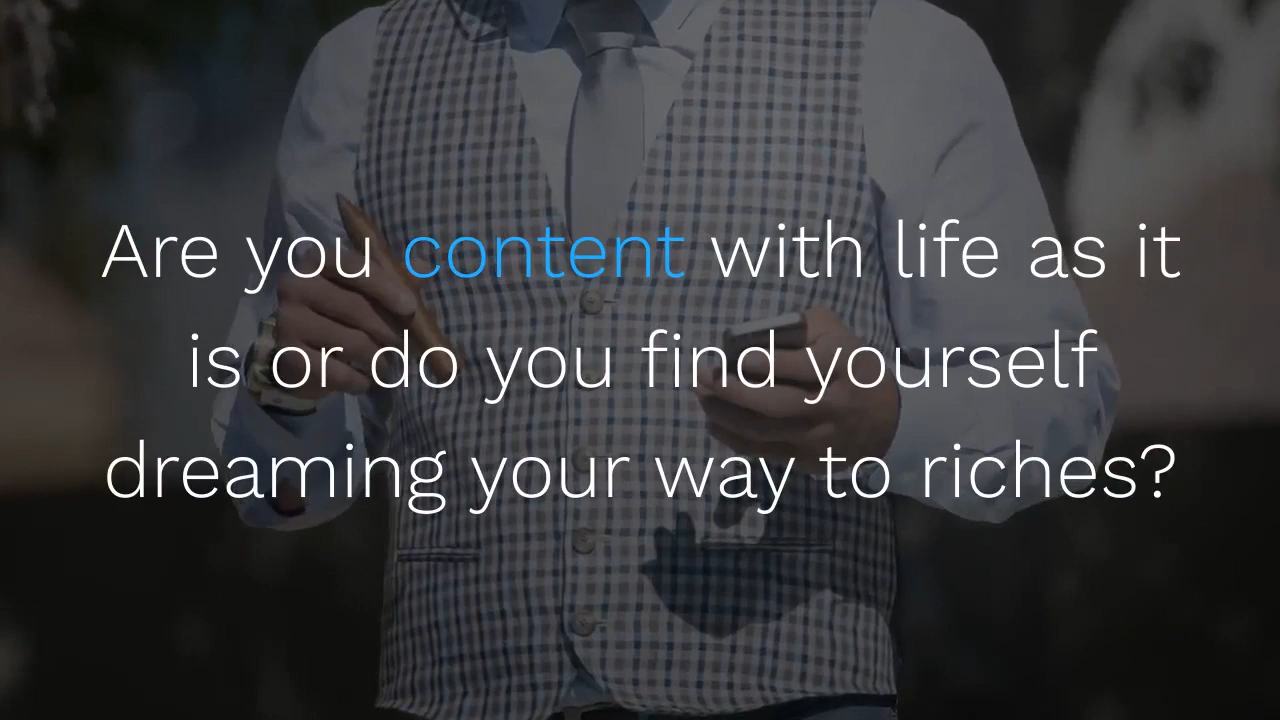 Are you content with life as it
is or do you find yourself
dreaming your way to riches?